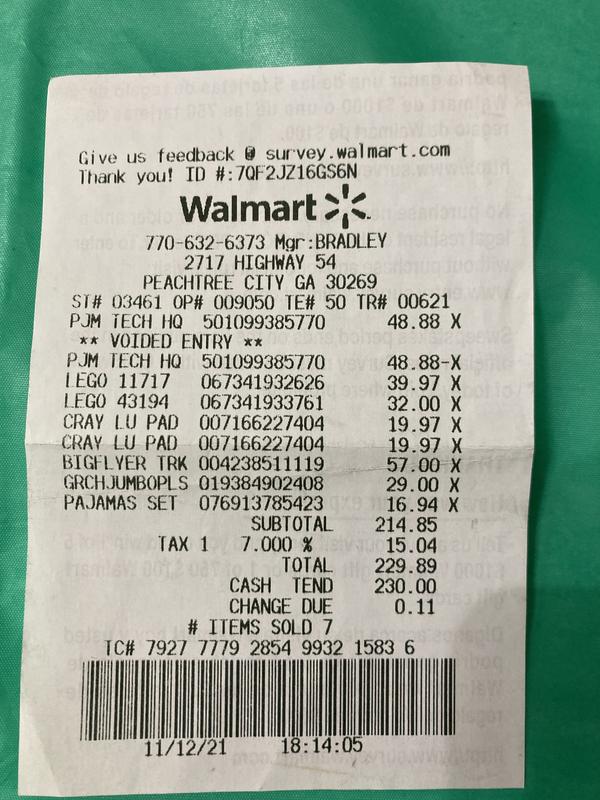 Give us feedback @ survey.walmart.com
Thank you! ID #:7QF2JZ16GS6N
Walmart
770-632-6373 Mgr:BRADLEY
2717 HIGHWAY 54
PEACHTREE CITY GA 30269
ST# 03461 OP# 009050 TE# 50 TR# 00621
PJM TECH HQ 501099385770 48.88 X
** VOIDED ENTRY **
PJM TECH HQ 501099385770 48.88-X
LEGO 11717 067341932626 39.97 X
LEGO 43194 067341933761 32.00 X
CRAY LU PAD 007166227404 19.97 X
CRAY LU PAD 007166227404 19.97 X
BIGFLYER TRK 004238511119 57.00 X
GRCHJUMBOPLS 019384902408 29.00 X
PAJAMAS SET 076913785423 16.94 X
SUBTOTAL 214.85
TAX 1 7.000 % 15.04
TOTAL 229.89
CASH TEND 230.00
CHANGE DUE 0.11
# ITEMS SOLD 7
TC# 7927 7779 2854 9932 1583 6
11/12/21 18:14:05